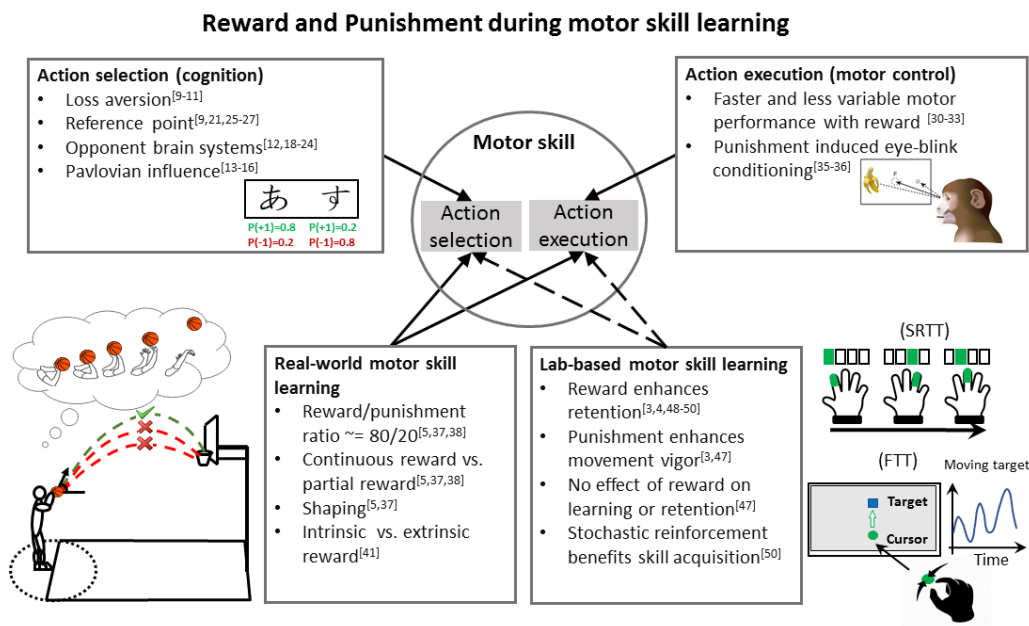 Reward and Punishment during motor skill learning
Action selection (cognition)
• Loss aversion[9-11]
• Reference point[9,21,25-27]
• Opponent brain systems[12,18-24]
• Pavlovian influence[13-16]
あ す
P(+1)=0.8 P(+1)=0.2
P(-1)=0.2 P(-1)=0.8
Motor skill
Action
selection
Action
execution
Action execution (motor control)
• Faster and less variable motor
performance with reward [30-33]
• Punishment induced eye-blink
conditioning[35-36]
Real-world motor skill
learning
• Reward/punishment
ratio ~= 80/20[5,37,38]
• Continuous reward vs.
partial reward[5,37,38]
• Shaping[5,37]
• Intrinsic vs. extrinsic
reward[41]
Lab-based motor skill learning
• Reward enhances
retention[3,4,48-50]
• Punishment enhances
movement vigor[3,47]
• No effect of reward on
learning or retention[47]
• Stochastic reinforcement
benefits skill acquisition[50]
(SRTT)
(FTT)
Moving target
Target
Cursor
Time